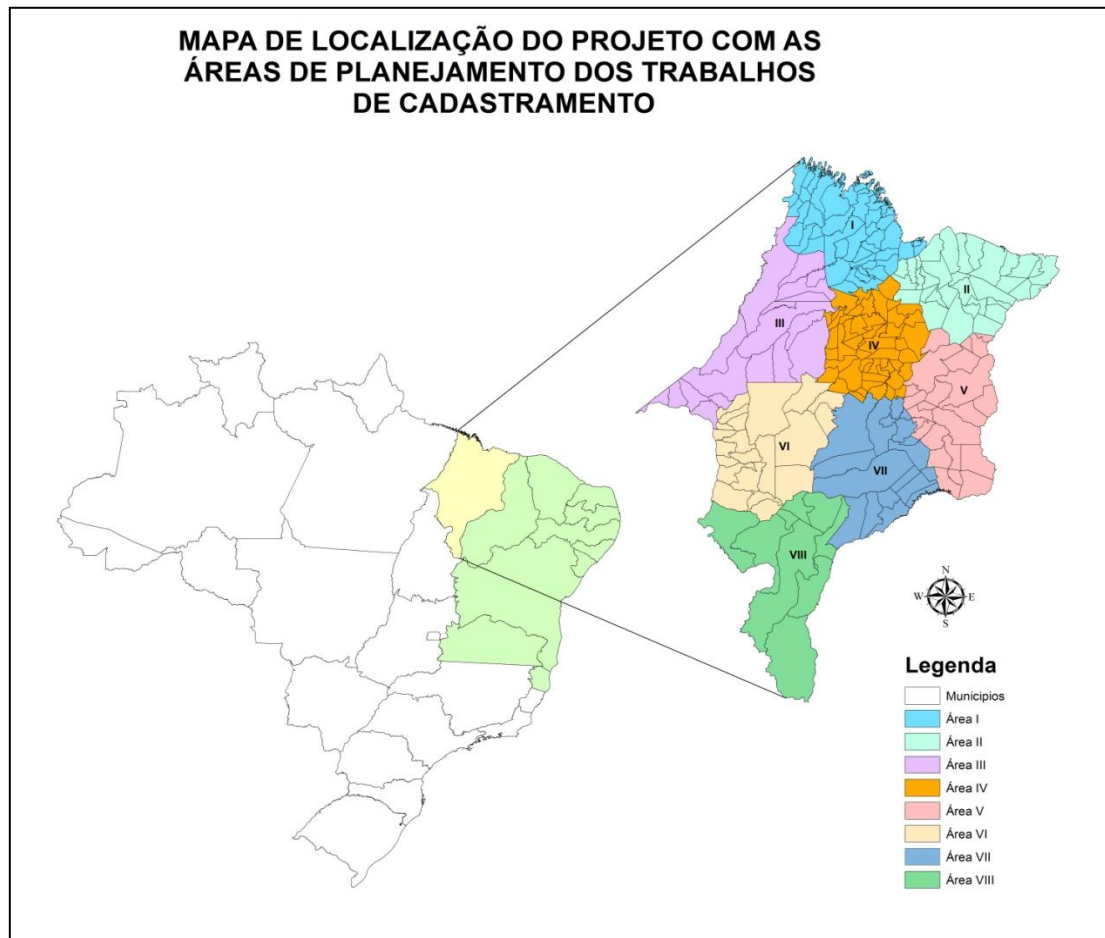 MAPA DE LOCALIZAÇÃO DO PROJETO COM AS
ÁREAS DE PLANEJAMENTO DOS TRABALHOS
DE CADASTRAMENTO
I
II
III
IV
V
VI
VII
VIII
N
W E
S
Legenda
Municipios
Área I
Área II
Área III
Área IV
Área V
Área VI
Área VII
Área VIII